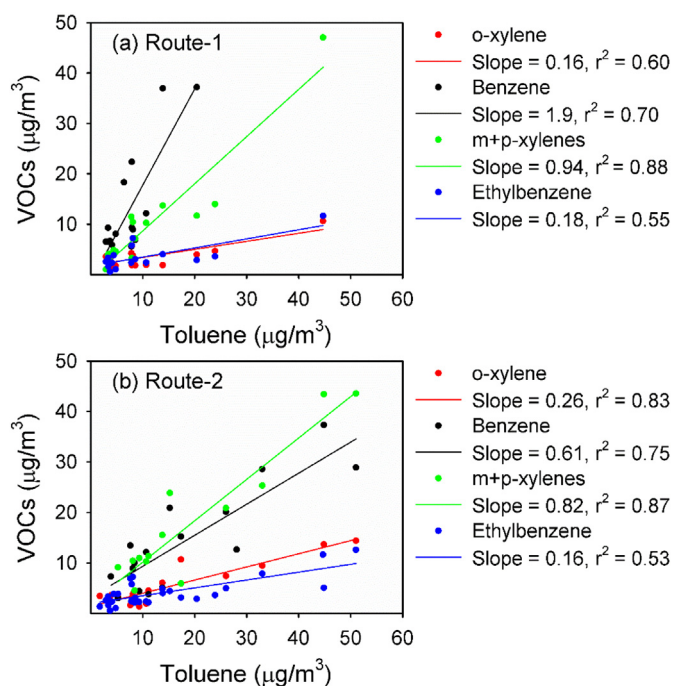 (a) Route-1
50
40
30
20
10
VOCs (μg/m³)
10 20 30 40 50 60
Toluene (μg/m³)
o-xylene
Slope = 0.16, r² = 0.60
Benzene
Slope = 1.9, r² = 0.70
m+p-xylenes
Slope = 0.94, r² = 0.88
Ethylbenzene
Slope = 0.18, r² = 0.55
(b) Route-2
50
40
30
20
10
VOCs (μg/m³)
10 20 30 40 50 60
Toluene (μg/m³)
o-xylene
Slope = 0.26, r² = 0.83
Benzene
Slope = 0.61, r² = 0.75
m+p-xylenes
Slope = 0.82, r² = 0.87
Ethylbenzene
Slope = 0.16, r² = 0.53